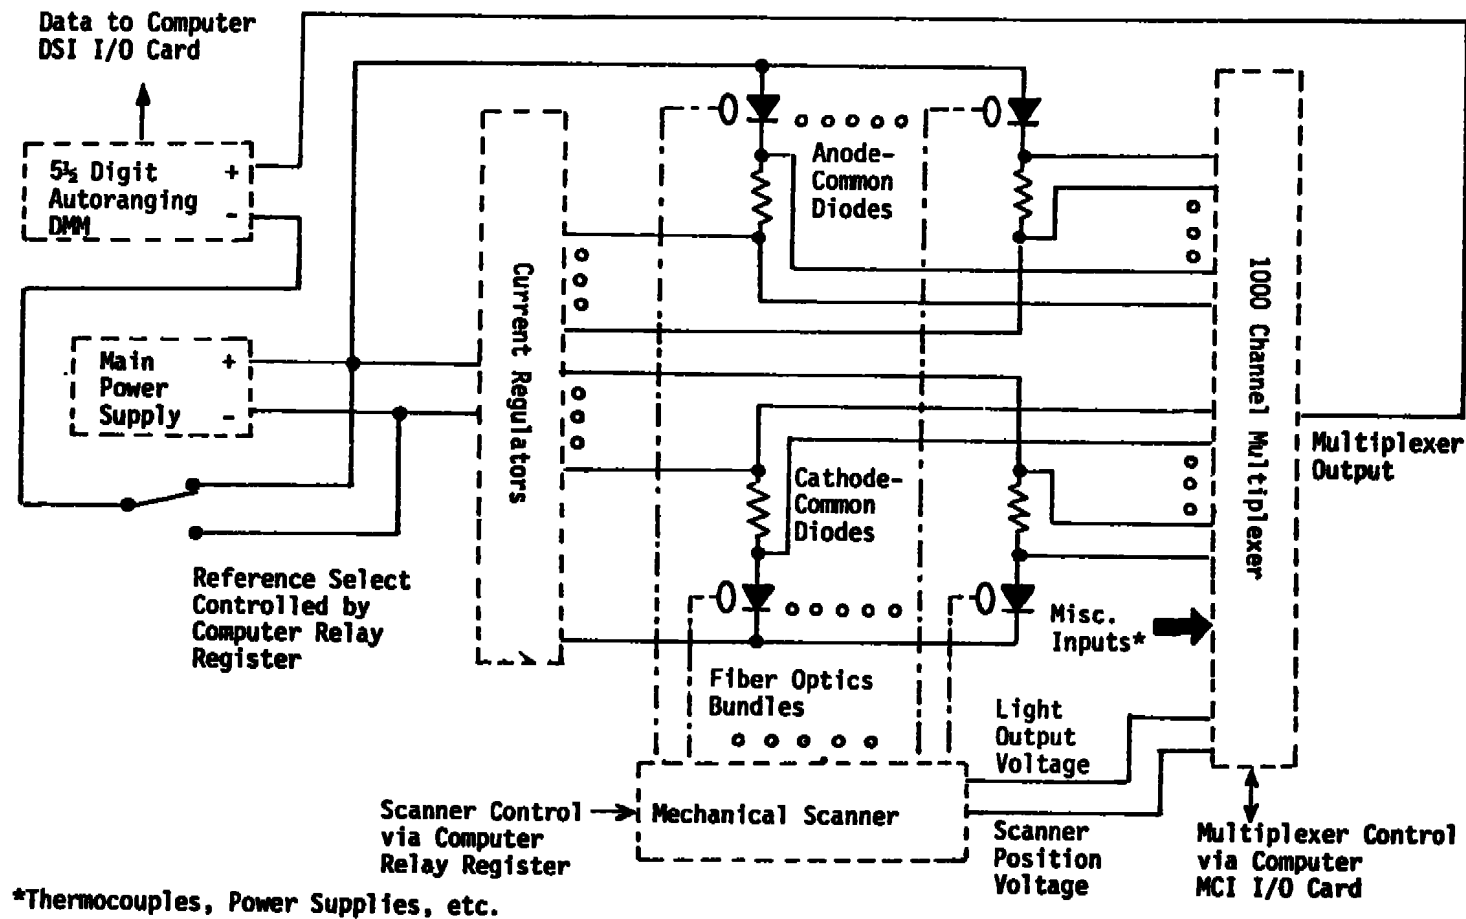 Data to Computer
DSI I/O Card
5½ Digit
Autoranging
DMM
+
-
Main
Power
Supply
+
-
Reference Select
Controlled by
Computer Relay
Register
Current Regulators
Anode-
Common
Diodes
Cathode-
Common
Diodes
Fiber Optics
Bundles
1000 Channel Multiplexer
Multiplexer
Output
Misc.
Inputs*
Light
Output
Voltage
Scanner Control
via Computer
Relay Register
Mechanical Scanner
Scanner
Position
Voltage
Multiplexer Control
via Computer
MCI I/O Card
*Thermocouples, Power Supplies, etc.